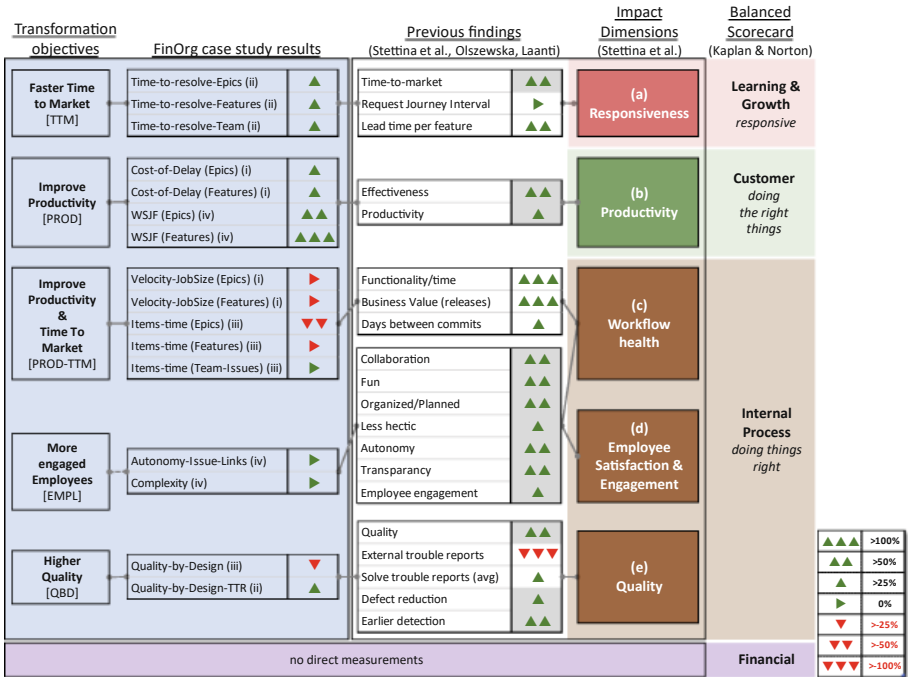 Transformation
objectives
FinOrg case study results
Previous findings
(Stettina et al., Olszewska, Laanti)
Impact
Dimensions
(Stettina et al.)
Balanced
Scorecard
(Kaplan & Norton)
Faster Time
to Market
[TTM]
Time-to-resolve-Epics (ii)
Time-to-resolve-Features (ii)
Time-to-resolve-Team (ii)
Time-to-market
Request Journey Interval
Lead time per feature
(a)
Responsiveness
Learning &
Growth
responsive
Improve
Productivity
[PROD]
Cost-of-Delay (Epics) (i)
Cost-of-Delay (Features) (i)
WSJF (Epics) (iv)
WSJF (Features) (iv)
Effectiveness
Productivity
(b)
Productivity
Customer
doing
the right
things
Improve
Productivity
&
Time To
Market
[PROD-TTM]
Velocity-JobSize (Epics) (i)
Velocity-JobSize (Features) (i)
Items-time (Epics) (iii)
Items-time (Features) (iii)
Items-time (Team-Issues) (iii)
Functionality/time
Business Value (releases)
Days between commits
(c)
Workflow
health
Collaboration
Fun
Organized/Planned
Less hectic
Autonomy
Transparency
Employee engagement
(d)
Employee
Satisfaction &
Engagement
Internal
Process
doing things
right
More
engaged
Employees
[EMPL]
Autonomy-Issue-Links (iv)
Complexity (iv)
Higher
Quality
[QBD]
Quality-by-Design (iii)
Quality-by-Design-TTR (ii)
Quality
External trouble reports
Solve trouble reports (avg)
Defect reduction
Earlier detection
(e)
Quality
no direct measurements
Financial
>100%
>50%
>25%
0%
>-25%
>-50%
>-100%